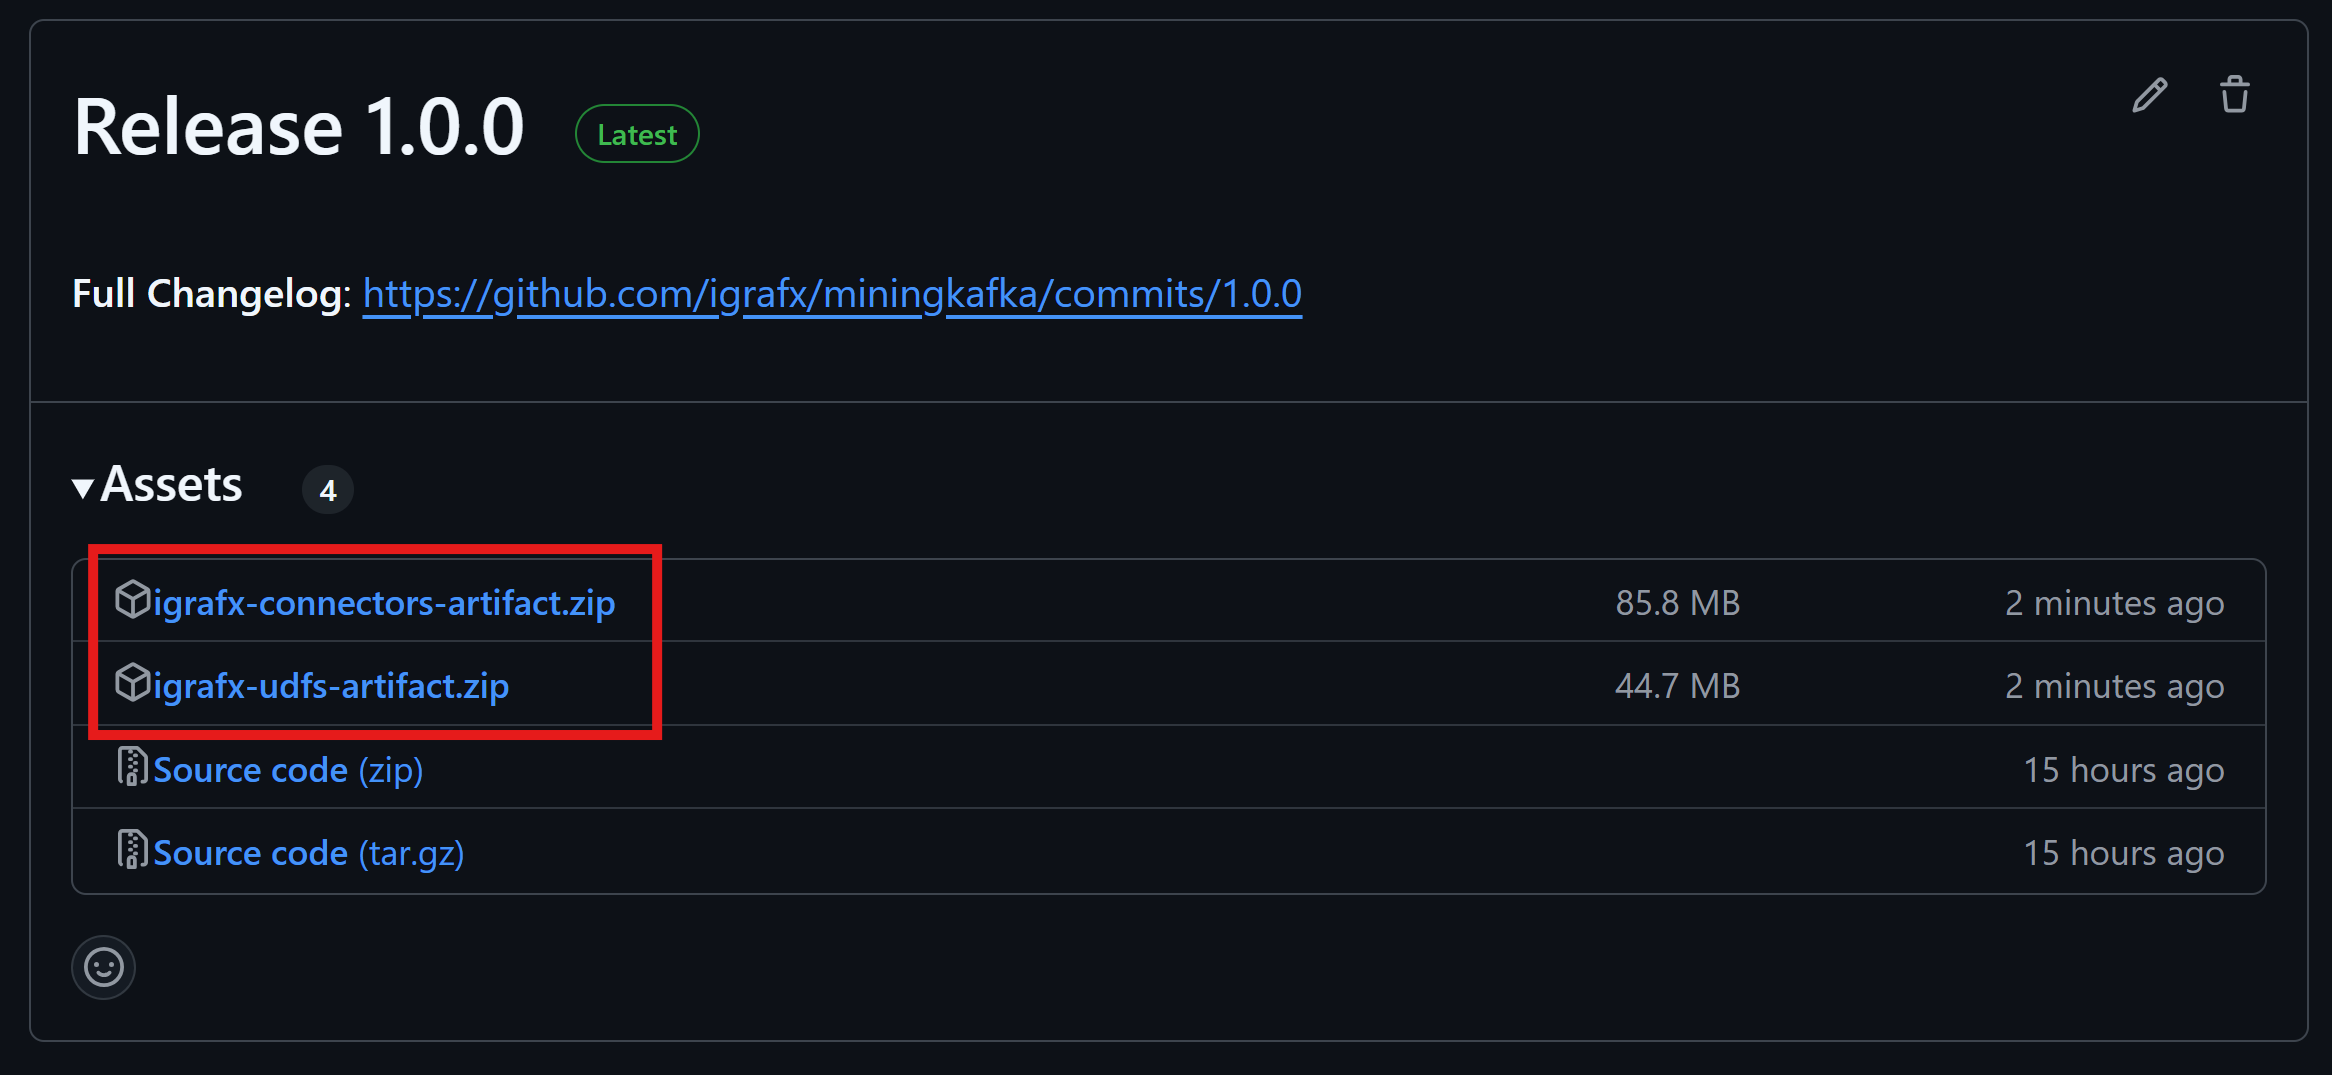 Release 1.0.0 Latest
Full Changelog: https://github.com/igrafx/miningkafka/commits/1.0.0
Assets 4
igrafx-connectors-artifact.zip 85.8 MB 2 minutes ago
igrafx-udfs-artifact.zip 44.7 MB 2 minutes ago
Source code (zip) 15 hours ago
Source code (tar.gz) 15 hours ago